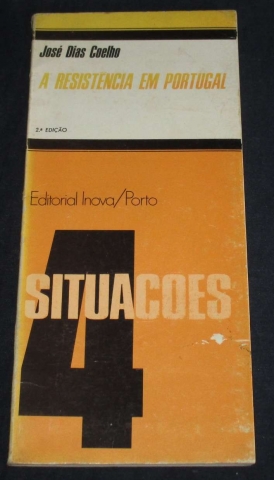 José Dias Coelho
A RESISTENCIA EM PORTUGAL
2.ª EDIÇÃO
Editorial Inova/Porto
4
SITUACOES